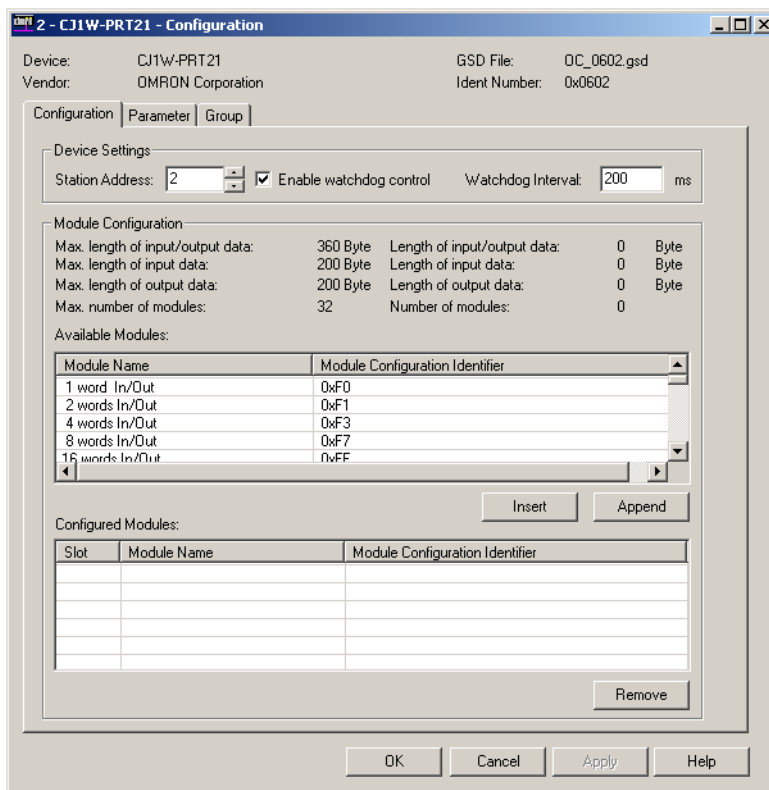 2 - CJ1W-PRT21 - Configuration
Device: CJ1W-PRT21 GSD File: OC_0602.gsd
Vendor: OMRON Corporation Ident Number: 0x0602
Configuration Parameter Group
Device Settings
Station Address: 2 Enable watchdog control Watchdog Interval: 200 ms
Module Configuration
Max. length of input/output data: 360 Byte Length of input/output data: 0 Byte
Max. length of input data: 200 Byte Length of input data: 0 Byte
Max. length of output data: 200 Byte Length of output data: 0 Byte
Max. number of modules: 32 Number of modules: 0
Available Modules:
Module Name Module Configuration Identifier
1 word In/Out 0xF0
2 words In/Out 0xF1
4 words In/Out 0xF3
8 words In/Out 0xF7
16 words In/Out 0xFF
Insert Append
Configured Modules:
Slot Module Name Module Configuration Identifier
Remove
OK Cancel Apply Help